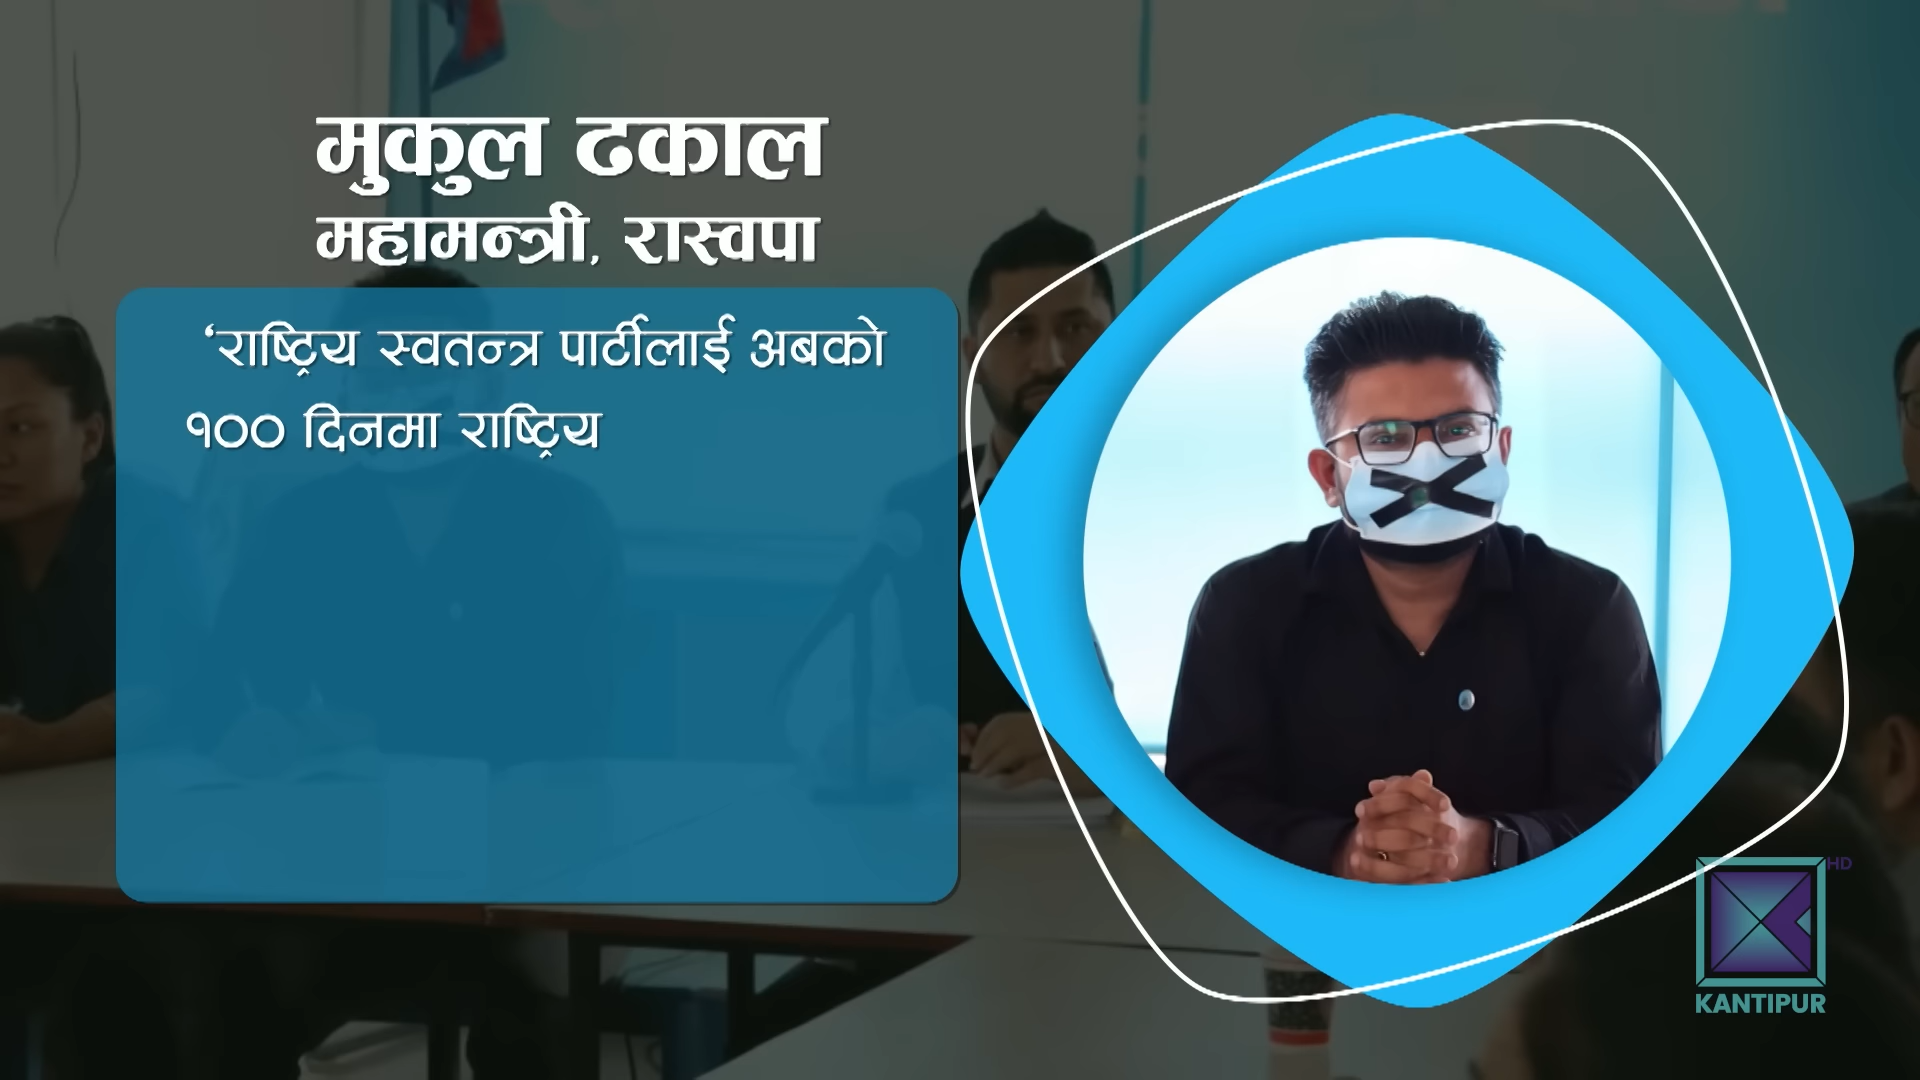 मुकुल ढकाल
महामन्त्री, रास्वपा
‘राष्ट्रिय स्वतन्त्र पार्टीलाई अबको
१०० दिनमा राष्ट्रिय
HD
KANTIPUR